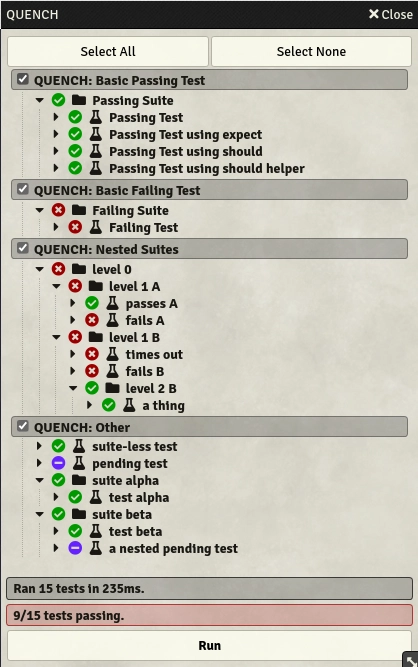 QUENCH Close
Select All Select None
QUENCH: Basic Passing Test
Passing Suite
Passing Test
Passing Test using expect
Passing Test using should
Passing Test using should helper
QUENCH: Basic Failing Test
Failing Suite
Failing Test
QUENCH: Nested Suites
level 0
level 1 A
passes A
fails A
level 1 B
times out
fails B
level 2 B
a thing
QUENCH: Other
suite-less test
pending test
suite alpha
test alpha
suite beta
test beta
a nested pending test
Ran 15 tests in 235ms.
9/15 tests passing.
Run